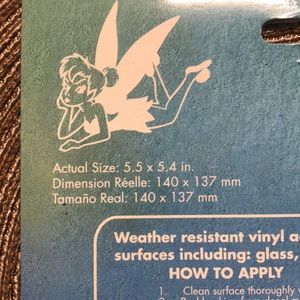 Actual Size: 5.5 x 5.4 in.
Dimension Réelle: 140 x 137 mm
Tamaño Real: 140 x 137 mm
Weather resistant vinyl a
surfaces including: glass,
HOW TO APPLY
1. Clean surface thoroughly